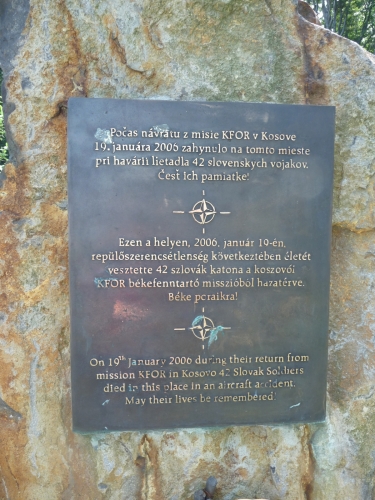 Počas návratu z misie KFOR v Kosove
19. januára 2006 zahynulo na tomto mieste
pri havárii lietadla 42 slovenských vojakov.
Česť ich pamiatke!
Ezen a helyen, 2006. január 19-én,
repülőszerencsétlenség következtében életét
vesztette 42 szlovák katona a koszovói
KFOR békefenntartó misszióból hazatérve.
Béke poraikra!
On 19th January 2006 during their return from
mission KFOR in Kosovo 42 Slovak Soldiers
died in this place in an aircraft accident.
May their lives be remembered!